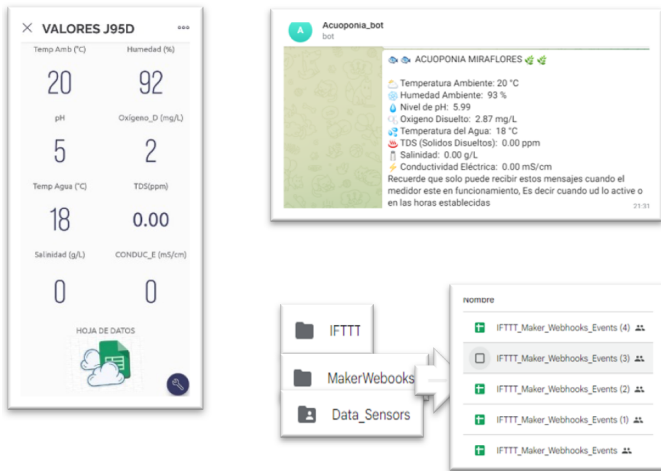 VALORES J95D
Temp Amb (°C) Humedad (%)
20 92
pH Oxígeno_D (mg/L)
5 2
Temp Agua (°C) TDS(ppm)
18 0.00
Salinidad (g/L) CONDUC_E (mS/cm)
0 0
HOJA DE DATOS
A
Acuoponia_bot
bot
ACUOPONIA MIRAFLORES
Temperatura Ambiente: 20 °C
Humedad Ambiente: 93 %
Nivel de pH: 5.99
Oxigeno Disuelto: 2.87 mg/L
Temperatura del Agua: 18 °C
TDS (Solidos Disueltos): 0.00 ppm
Salinidad: 0.00 g/L
Conductividad Eléctrica: 0.00 mS/cm
Recuerde que solo puede recibir estos mensajes cuando el
medidor este en funcionamiento, Es decir cuando ud lo active o
en las horas establecidas
21:31
IFTTT
MakerWebooks
Data_Sensors
Nombre
IFTTT_Maker_Webhooks_Events (4)
IFTTT_Maker_Webhooks_Events (3)
IFTTT_Maker_Webhooks_Events (2)
IFTTT_Maker_Webhooks_Events (1)
IFTTT_Maker_Webhooks_Events